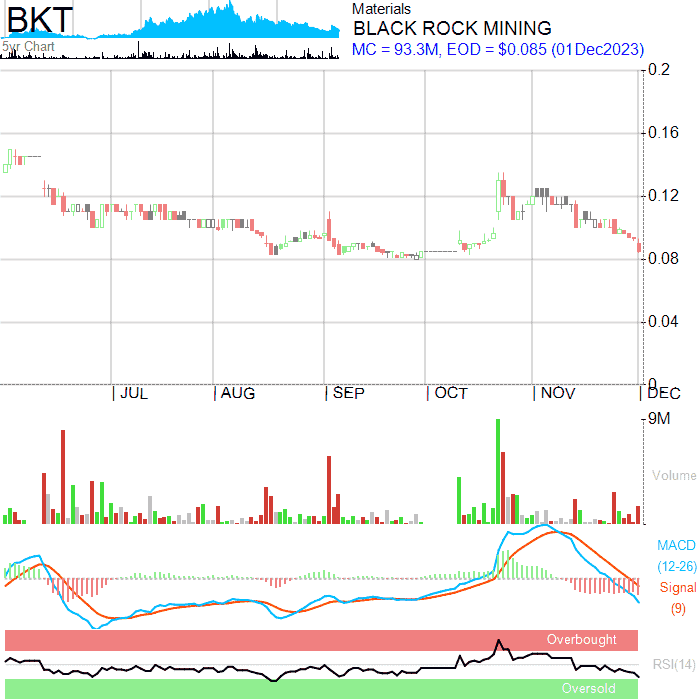 BKT
5yr Chart
Materials
BLACK ROCK MINING
MC = 93.3M, EOD = $0.085 (01Dec2023)
0.2
0.16
0.12
0.08
0.04
0
JUL AUG SEP OCT NOV DEC
9M
Volume
MACD
(12-26)
Signal
(9)
Overbought
RSI(14)
Oversold